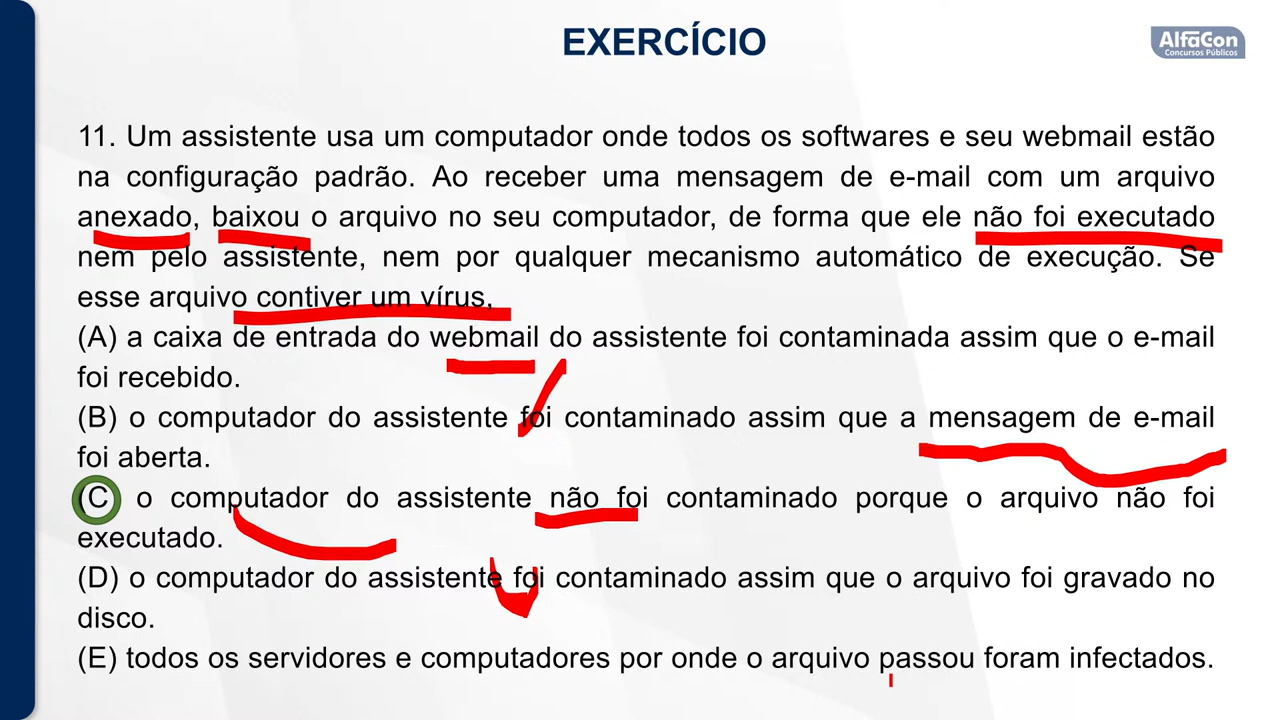 EXERCÍCIO
AlfaCon
Concursos Públicos
11. Um assistente usa um computador onde todos os softwares e seu webmail estão
na configuração padrão. Ao receber uma mensagem de e-mail com um arquivo
anexado, baixou o arquivo no seu computador, de forma que ele não foi executado
nem pelo assistente, nem por qualquer mecanismo automático de execução. Se
esse arquivo contiver um vírus,
(A) a caixa de entrada do webmail do assistente foi contaminada assim que o e-mail
foi recebido.
(B) o computador do assistente foi contaminado assim que a mensagem de e-mail
foi aberta.
(C) o computador do assistente não foi contaminado porque o arquivo não foi
executado.
(D) o computador do assistente foi contaminado assim que o arquivo foi gravado no
disco.
(E) todos os servidores e computadores por onde o arquivo passou foram infectados.